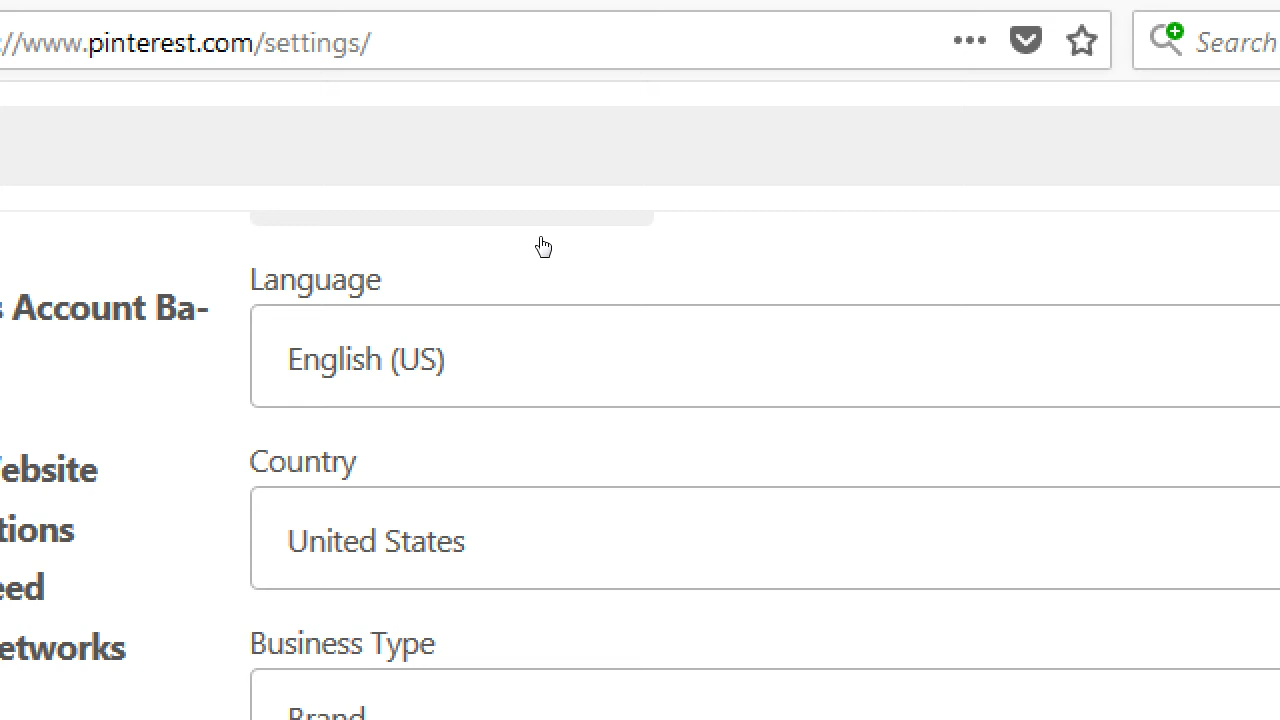 ://www.pinterest.com/settings/
Search
Language
s Account Ba-
English (US)
Country
ebsite
tions
United States
eed
etworks
Business Type
Brand